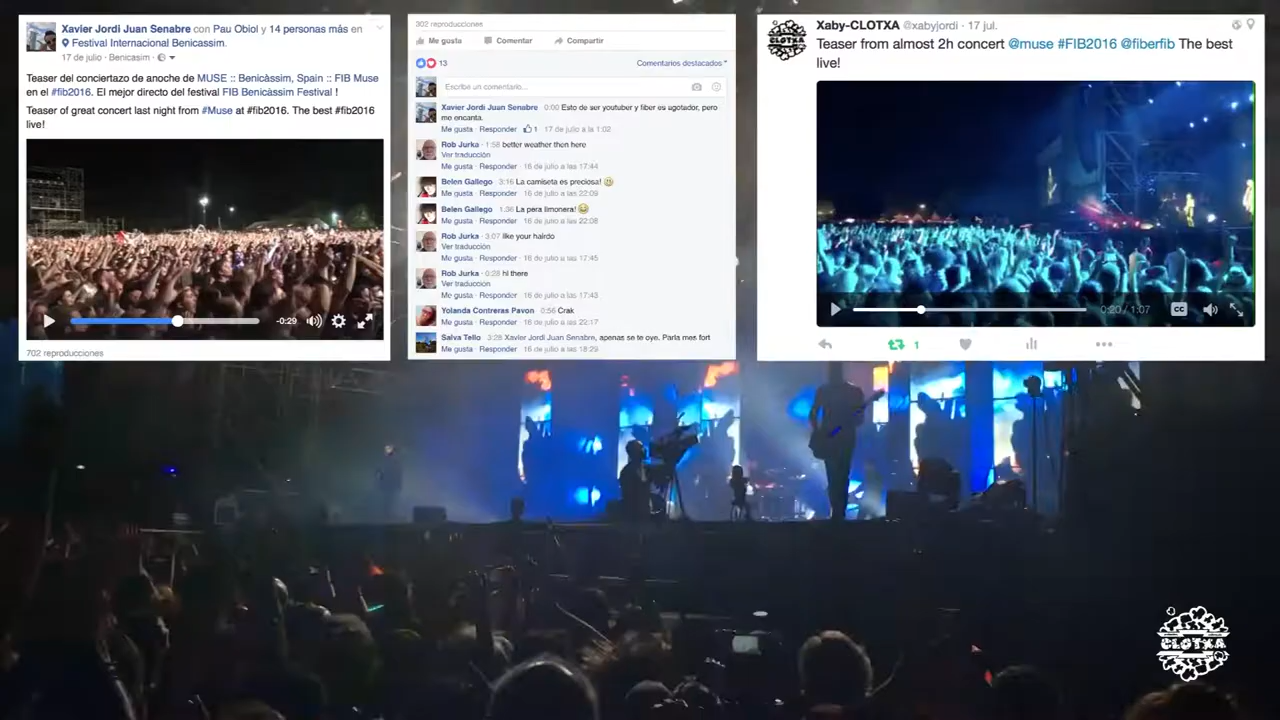 Xavier Jordi Juan Senabre con Pau Obiol y 14 personas más en
Festival Internacional Benicassim.
17 de julio · Benicasim ·
Teaser del conciertazo de anoche de MUSE :: Benicàssim, Spain :: FIB Muse
en el #fib2016. El mejor directo del festival FIB Benicàssim Festival !
Teaser of great concert last night from #Muse at #fib2016. The best #fib2016
live!
-0:29
702 reproducciones
302 reproducciones
Me gusta Comentar Compartir
13 Comentarios destacados
Escribe un comentario...
Xavier Jordi Juan Senabre · 0:00 Esto de ser youtuber y fiber es agotador, pero
me encanta.
Me gusta · Responder · 1 · 17 de julio a la 1:02
Rob Jurka · 1:58 better weather then here
Ver traducción
Me gusta · Responder · 16 de julio a las 17:44
Belen Gallego · 3:16 La camiseta es preciosa!
Me gusta · Responder · 16 de julio a las 22:09
Belen Gallego · 1:36 La pera limonera!
Me gusta · Responder · 16 de julio a las 22:08
Rob Jurka · 3:07 like your hairdo
Ver traducción
Me gusta · Responder · 16 de julio a las 17:45
Rob Jurka · 0:28 hi there
Ver traducción
Me gusta · Responder · 16 de julio a las 17:43
Yolanda Contreras Pavon · 0:56 Crak
Me gusta · Responder · 16 de julio a las 22:17
Salva Tello · 3:28 Xavier Jordi Juan Senabre, apenas se te oye. Parla mes fort
Me gusta · Responder · 16 de julio a las 18:29
CLOTXA
Xaby-CLOTXA @xabyjordi · 17 jul.
Teaser from almost 2h concert @muse #FIB2016 @fiberfib The best
live!
0:20 / 1:07 CC
1
CLOTXA